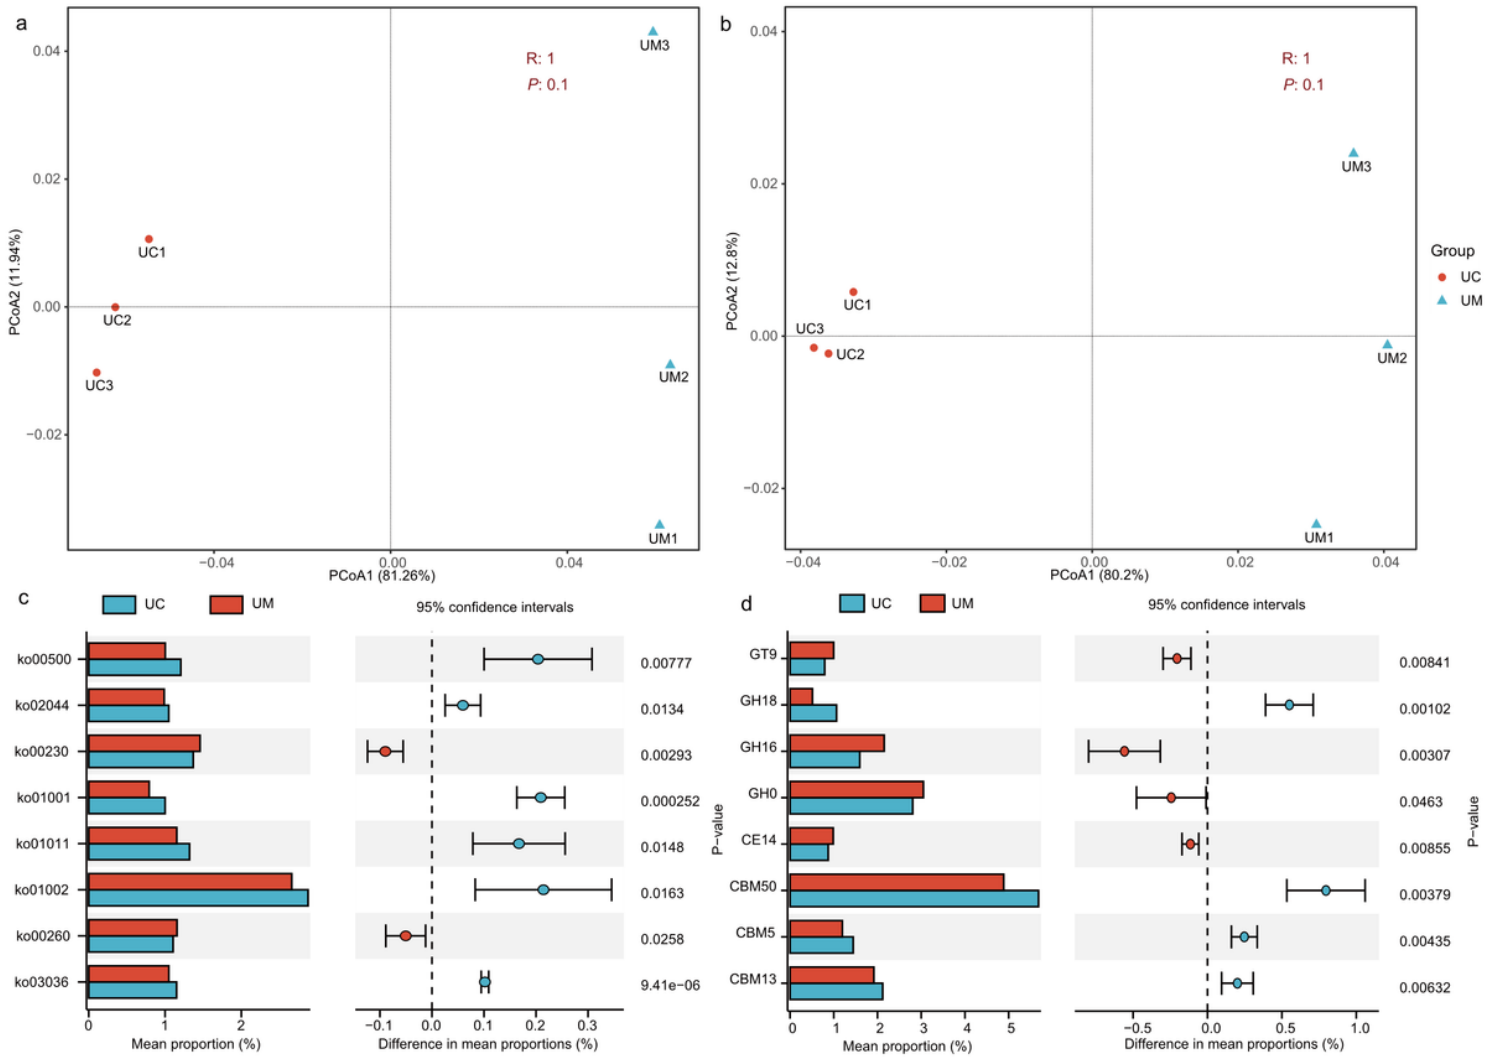 a
R: 1
P: 0.1
UM3
UC1
UC2
UC3
UM2
UM1
0.04
0.02
0.00
−0.02
PCoA2 (11.94%)
−0.04
0.00
0.04
PCoA1 (81.26%)
b
R: 1
P: 0.1
UM3
UC1
UC3
UC2
UM2
UM1
0.04
0.02
0.00
−0.02
PCoA2 (12.8%)
−0.04
−0.02
0.00
0.02
0.04
PCoA1 (80.2%)
Group
UC
UM
c
UC
UM
95% confidence intervals
ko00500
0.00777
ko02044
0.0134
ko00230
0.00293
ko01001
0.000252
ko01011
0.0148
ko01002
0.0163
ko00260
0.0258
ko03036
9.41e−06
P−value
0
1
2
Mean proportion (%)
−0.1
0.0
0.1
0.2
0.3
Difference in mean proportions (%)
d
UC
UM
95% confidence intervals
GT9
0.00841
GH18
0.00102
GH16
0.00307
GH0
0.0463
CE14
0.00855
CBM50
0.00379
CBM5
0.00435
CBM13
0.00632
P−value
0
1
2
3
4
5
Mean proportion (%)
−0.5
0.0
0.5
1.0
Difference in mean proportions (%)